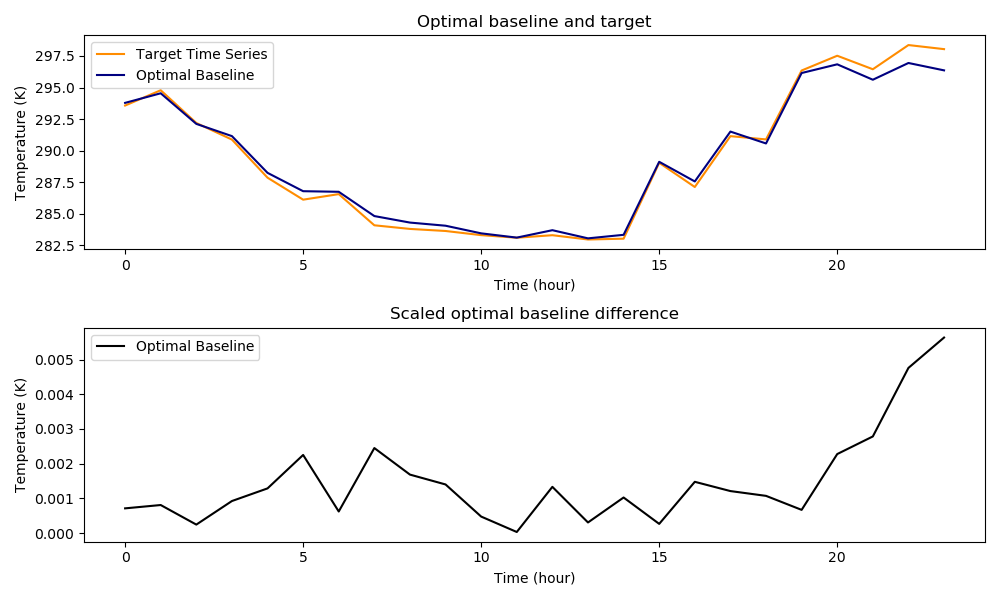 Optimal baseline and target
Temperature (K)
297.5
295.0
292.5
290.0
287.5
285.0
282.5
Target Time Series
Optimal Baseline
0 5 10 15 20
Time (hour)
Scaled optimal baseline difference
Temperature (K)
0.005
0.004
0.003
0.002
0.001
0.000
Optimal Baseline
0 5 10 15 20
Time (hour)